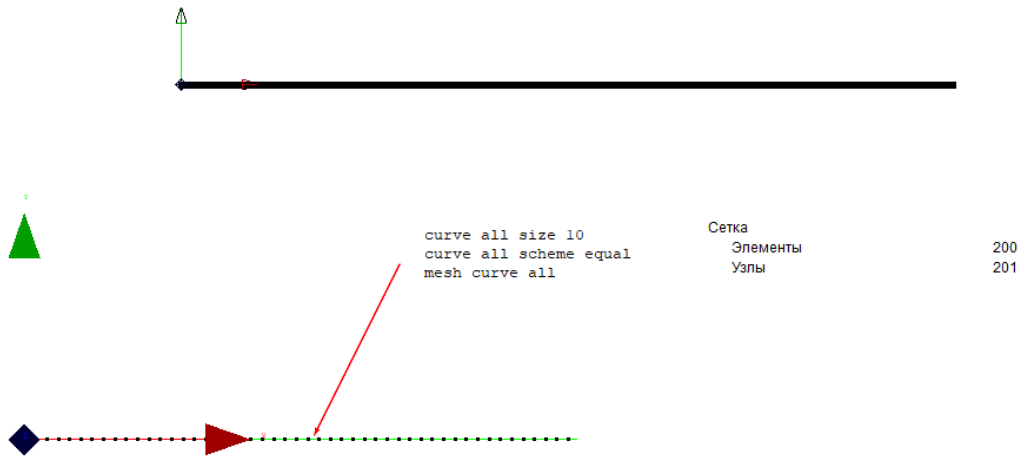 Y
curve all size 10
curve all scheme equal
mesh curve all
Сетка
Элементы 200
Узлы 201
X